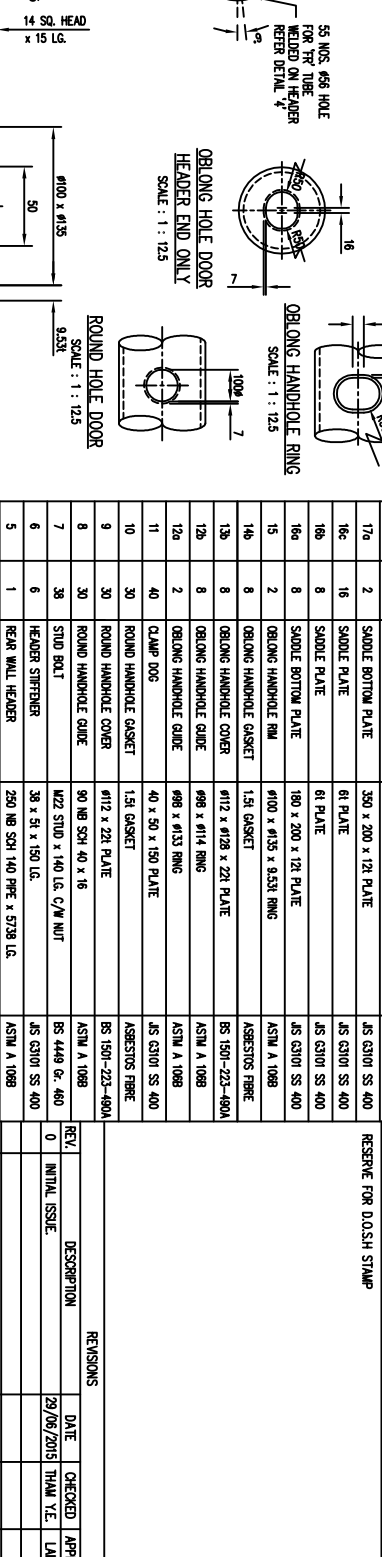 14 SQ. HEAD
x 15 LG.
55 NOS. ø56 HOLE
FOR 'FR' TUBE
WELDED ON HEADER
REFER DETAIL '4'
ø100 x ø135
50
9.53t
R50
R50
16
7
OBLONG HOLE DOOR
HEADER END ONLY
SCALE : 1 : 12.5
OBLONG HANDHOLE RING
SCALE : 1 : 12.5
100ø
7
ROUND HOLE DOOR
SCALE : 1 : 12.5
17a 2 SADDLE BOTTOM PLATE 350 x 200 x 12t PLATE JIS G3101 SS 400
16c 16 SADDLE PLATE 6t PLATE JIS G3101 SS 400
16b 8 SADDLE PLATE 6t PLATE JIS G3101 SS 400
16a 8 SADDLE BOTTOM PLATE 180 x 200 x 12t PLATE JIS G3101 SS 400
15 2 OBLONG HANDHOLE RIM ø100 x ø135 x 9.53t RING ASTM A 106B
14b 8 OBLONG HANDHOLE GASKET 1.5t GASKET ASBESTOS FIBRE
13b 8 OBLONG HANDHOLE COVER ø112 x ø128 x 22t PLATE BS 1501-223-490A
12b 8 OBLONG HANDHOLE GUIDE ø98 x ø114 RING ASTM A 106B
12a 2 OBLONG HANDHOLE GUIDE ø98 x ø133 RING ASTM A 106B
11 40 CLAMP DOG 40 x 50 x 150 PLATE JIS G3101 SS 400
10 30 ROUND HANDHOLE GASKET 1.5t GASKET ASBESTOS FIBRE
9 30 ROUND HANDHOLE COVER ø112 x 22t PLATE BS 1501-223-490A
8 30 ROUND HANDHOLE GUIDE 90 NB SCH 40 x 16 ASTM A 106B
7 38 STUD BOLT M22 STUD x 140 LG. C/W NUT BS 4449 Gr. 460
6 6 HEADER STIFFENER 38 x 5t x 150 LG. JIS G3101 SS 400
5 1 REAR WALL HEADER 250 NB SCH 140 PIPE x 5738 LG. ASTM A 106B
RESERVE FOR D.O.S.H STAMP
REVISIONS
REV. DESCRIPTION DATE CHECKED
0 INITIAL ISSUE. 29/06/2015 THAM Y.E.